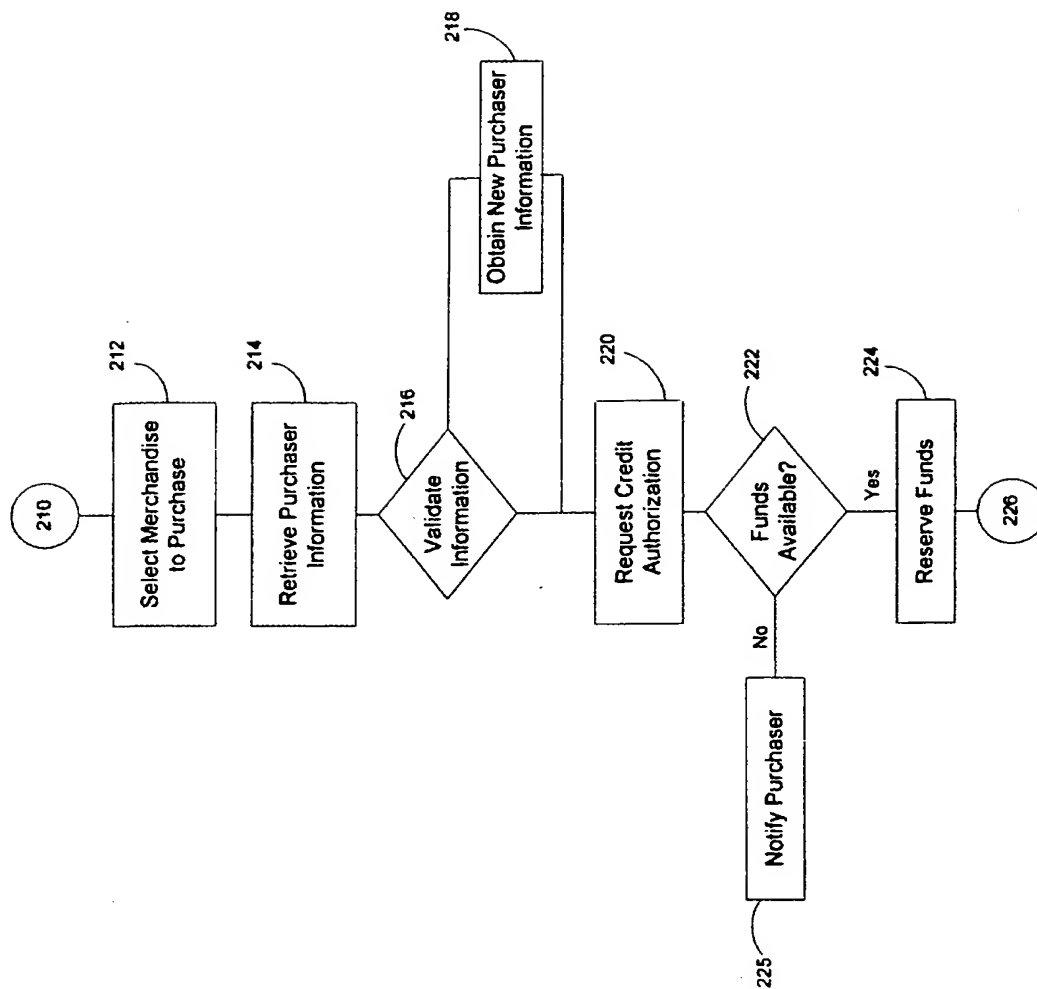 210
212
Select Merchandise
to Purchase
214
Retrieve Purchaser
Information
216
Validate
Information
218
Obtain New Purchaser
Information
220
Request Credit
Authorization
222
Funds
Available?
No
Yes
225
Notify Purchaser
224
Reserve Funds
226